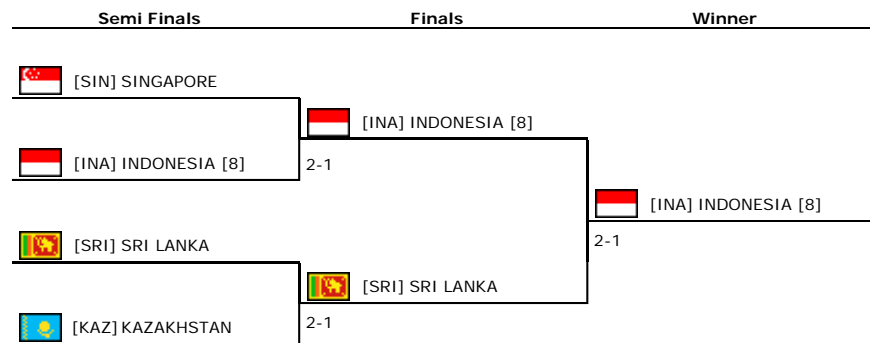 Semi Finals Finals Winner
[SIN] SINGAPORE
[INA] INDONESIA [8]
[INA] INDONESIA [8] 2-1
[INA] INDONESIA [8]
[SRI] SRI LANKA 2-1
[SRI] SRI LANKA
[KAZ] KAZAKHSTAN 2-1